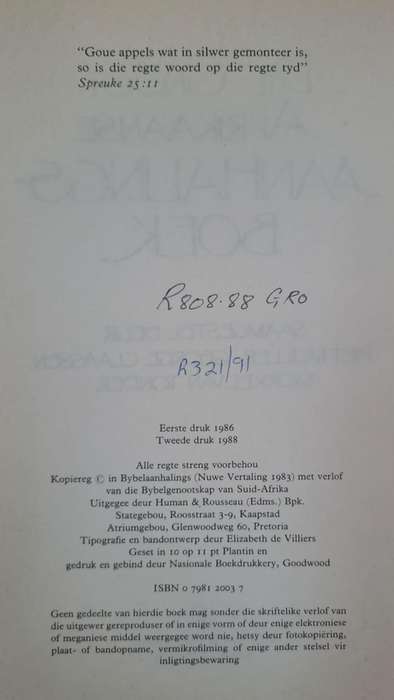 “Goue appels wat in silwer gemonteer is,
so is die regte woord op die regte tyd”
Spreuke 25:11
R808.88 GRO
R321/91
Eerste druk 1986
Tweede druk 1988
Alle regte streng voorbehou
Kopiereg © in Bybelaanhalings (Nuwe Vertaling 1983) met verlof
van die Bybelgenootskap van Suid-Afrika
Uitgegee deur Human & Rousseau (Edms.) Bpk.
Stategebou, Roosstraat 3-9, Kaapstad
Atriumgebou, Glenwoodweg 60, Pretoria
Tipografie en bandontwerp deur Elizabeth de Villiers
Geset in 10 op 11 pt Plantin en
gedruk en gebind deur Nasionale Boekdrukkery, Goodwood
ISBN 0 7981 2003 7
Geen gedeelte van hierdie boek mag sonder die skriftelike verlof van
die uitgewer gereproduseer of in enige vorm of deur enige elektroniese
of meganiese middel weergegee word nie, hetsy deur fotokopiëring,
plaat- of bandopname, vermikrofilming of enige ander stelsel vir
inligtingsbewaring